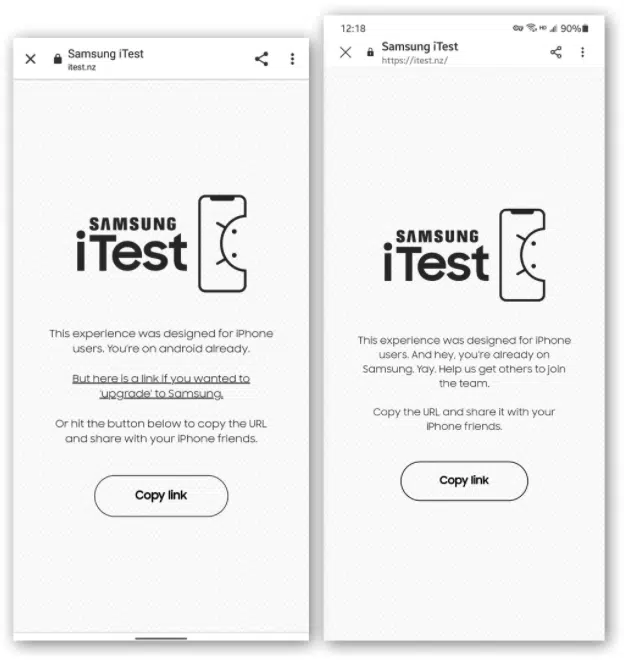 Samsung iTest
itest.nz
SAMSUNG
iTest
This experience was designed for iPhone
users. You're on android already.
But here is a link if you wanted to
'upgrade' to Samsung.
Or hit the button below to copy the URL
and share with your iPhone friends.
Copy link
12:18
90%
Samsung iTest
https://itest.nz/
SAMSUNG
iTest
This experience was designed for iPhone
users. And hey, you're already on
Samsung. Yay. Help us get others to join
the team.
Copy the URL and share it with your
iPhone friends.
Copy link